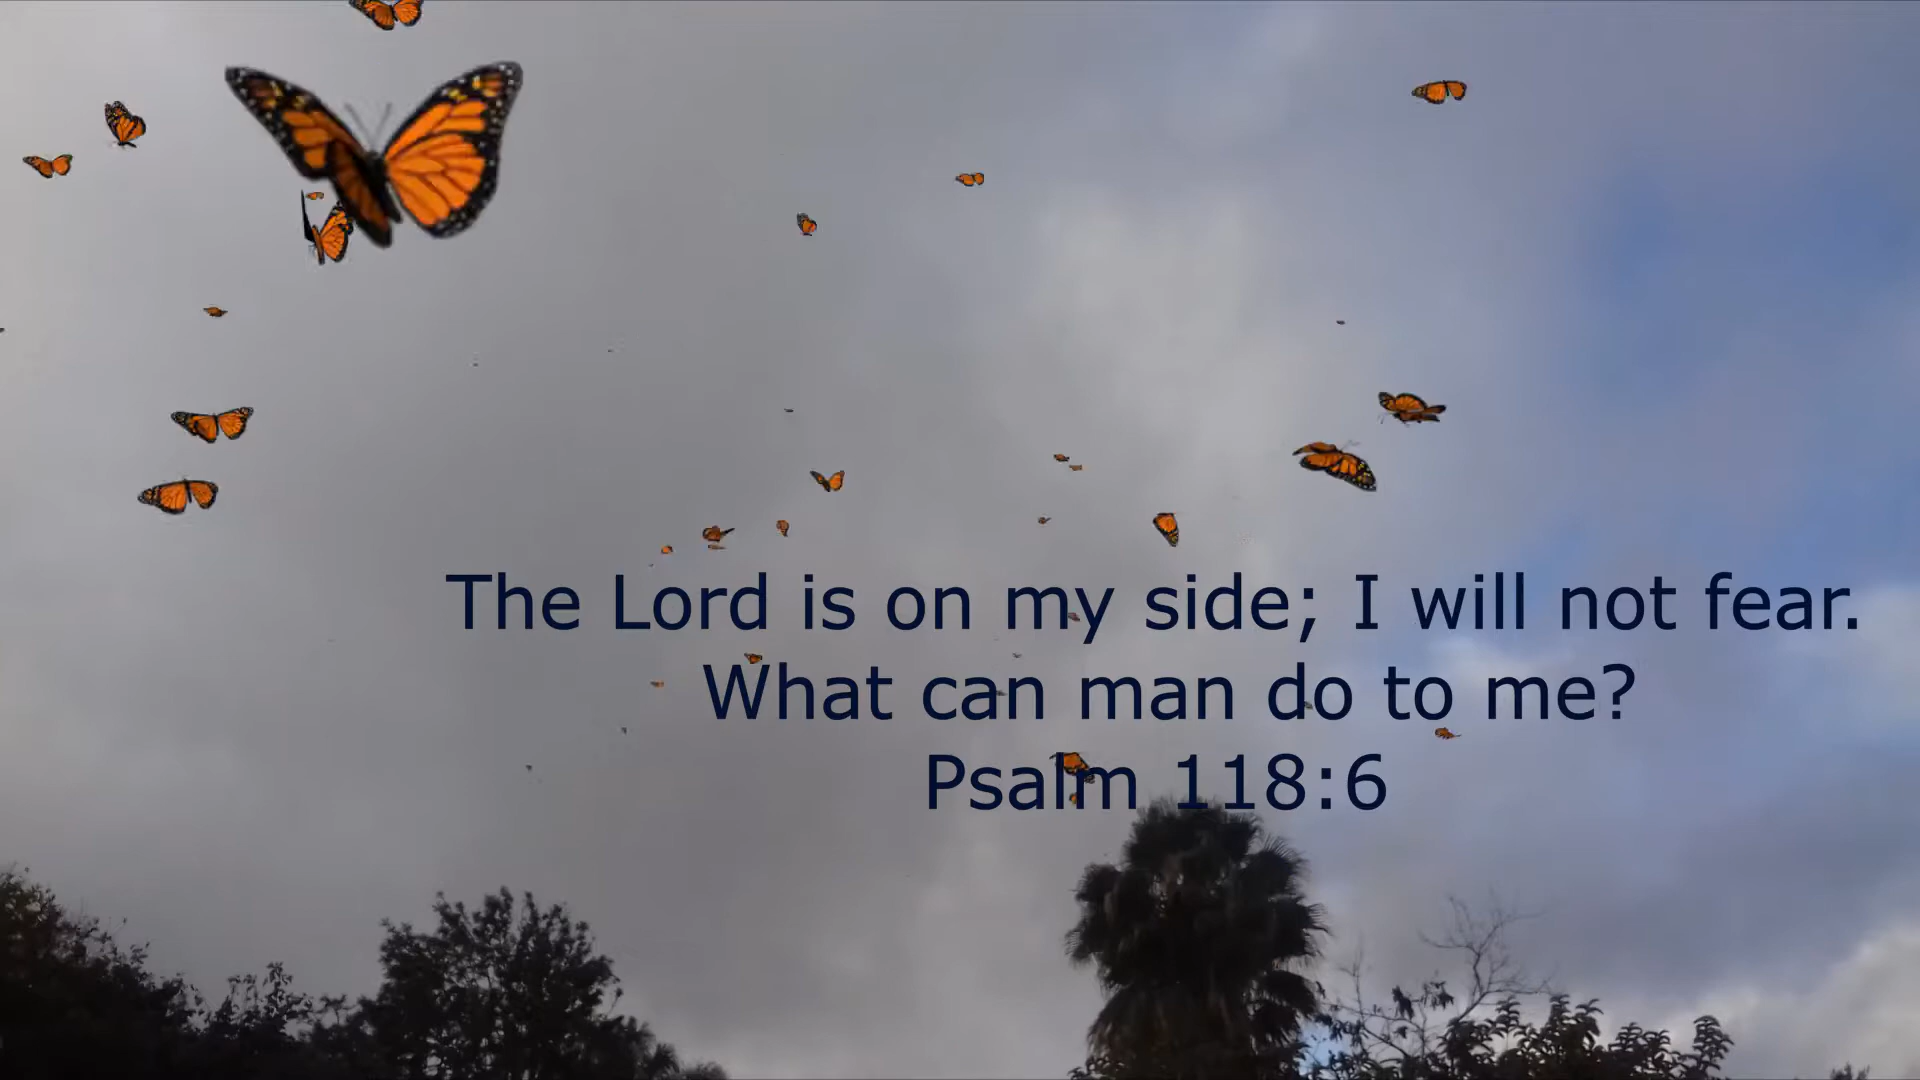 The Lord is on my side; I will not fear.
What can man do to me?
Psalm 118:6